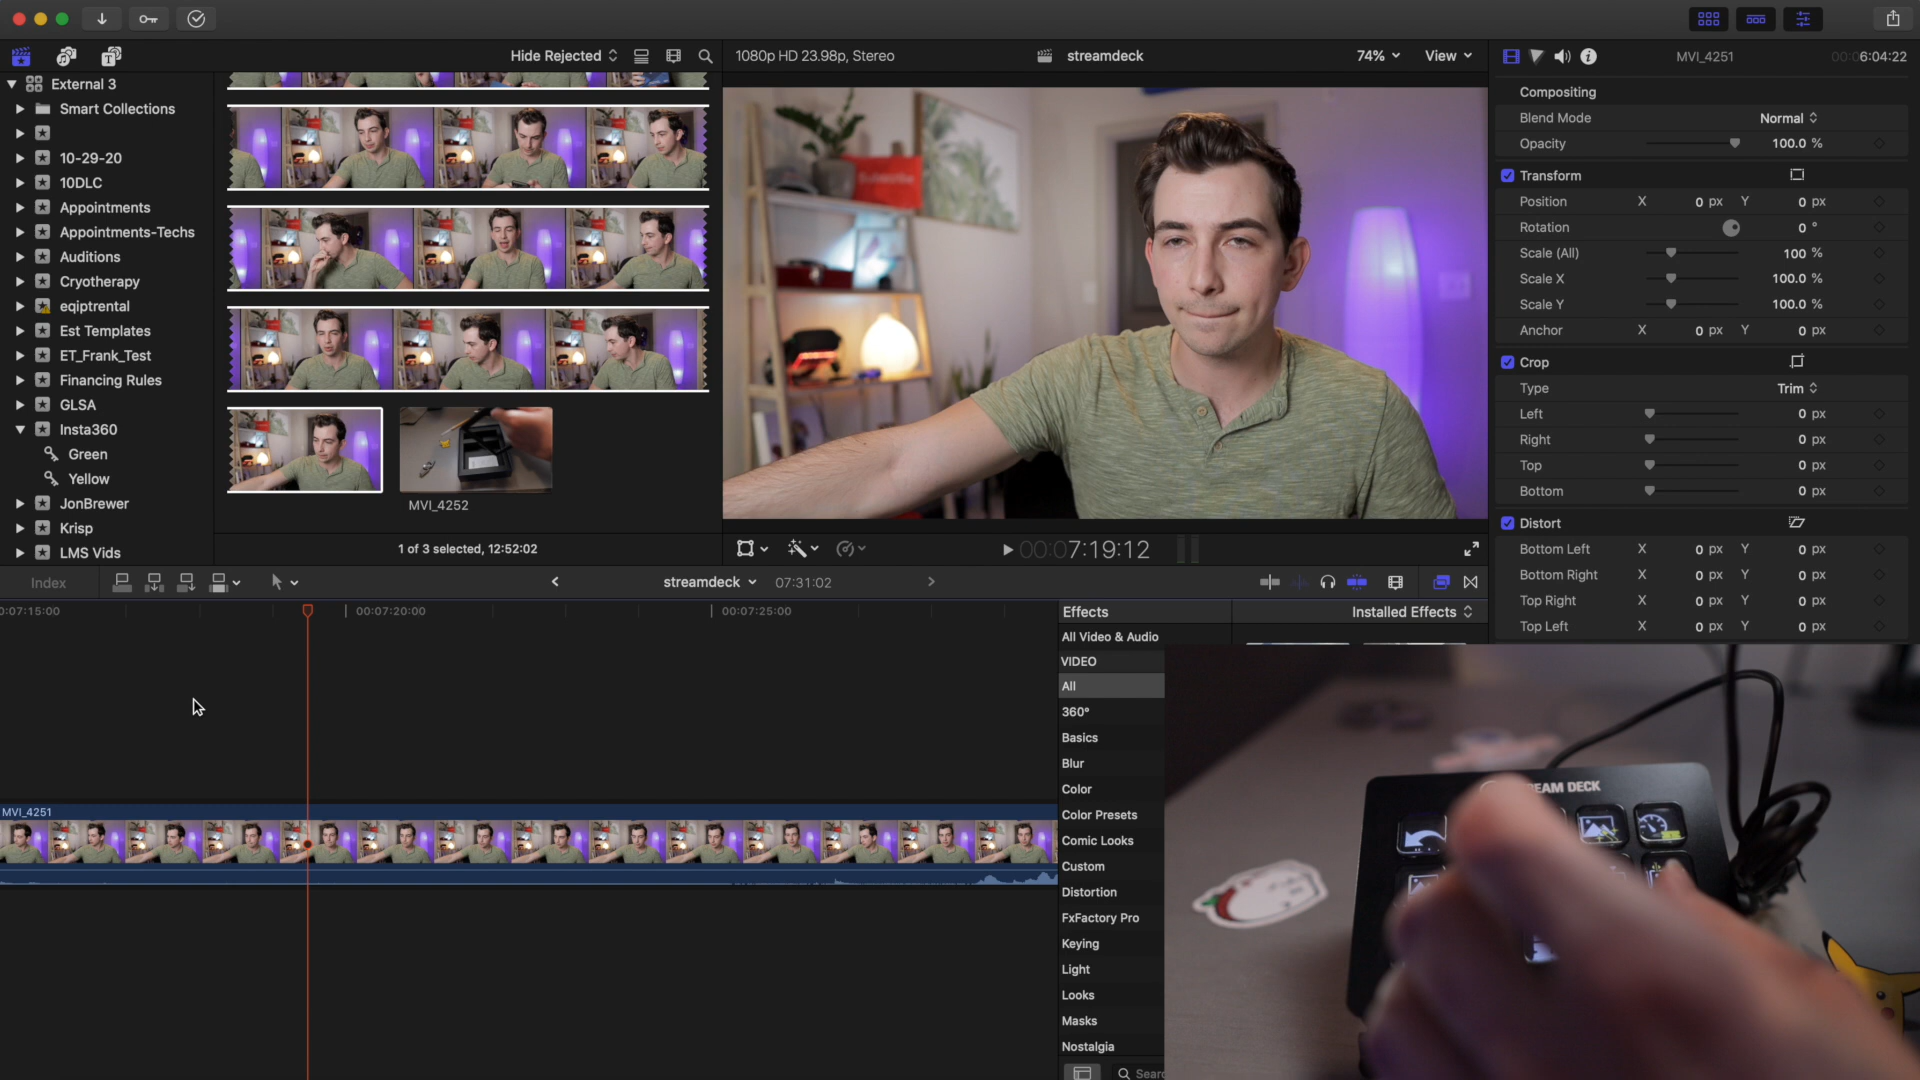 Hide Rejected
1080p HD 23.98p, Stereo
streamdeck
74%
View
MVI_4251
00:06:04:22
External 3
Smart Collections
10-29-20
10DLC
Appointments
Appointments-Techs
Auditions
Cryotherapy
eqiptrental
Est Templates
ET_Frank_Test
Financing Rules
GLSA
Insta360
Green
Yellow
JonBrewer
Krisp
LMS Vids
MVI_4252
1 of 3 selected, 12:52:02
Subscribe
00:07:19:12
Compositing
Blend Mode Normal
Opacity 100.0 %
Transform
Position X 0 px Y 0 px
Rotation 0 °
Scale (All) 100 %
Scale X 100.0 %
Scale Y 100.0 %
Anchor X 0 px Y 0 px
Crop
Type Trim
Left 0 px
Right 0 px
Top 0 px
Bottom 0 px
Distort
Bottom Left X 0 px Y 0 px
Bottom Right X 0 px Y 0 px
Top Right X 0 px Y 0 px
Top Left X 0 px Y 0 px
Index
streamdeck
07:31:02
0:07:15:00
00:07:20:00
00:07:25:00
MVI_4251
Effects
Installed Effects
All Video & Audio
VIDEO
All
360°
Basics
Blur
Color
Color Presets
Comic Looks
Custom
Distortion
FxFactory Pro
Keying
Light
Looks
Masks
Nostalgia
Searc
EAM DECK